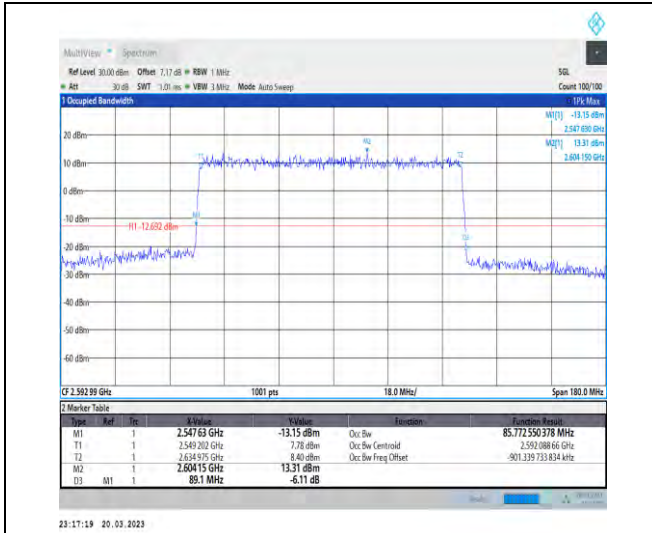 MultiView Spectrum
Ref Level 30.00 dBm Offset 7.17 dB RBW 1 MHz SGL
Att 30 dB SWT 1.01 ms VBW 3 MHz Mode Auto Sweep Count 100/100
1 Occupied Bandwidth 1Pk Max
M1[1] -13.15 dBm
2.547 630 GHz
M2[1] 13.31 dBm
2.604 150 GHz
20 dBm
M2
10 dBm
0 dBm
-10 dBm
M1
H1 -12.692 dBm
-20 dBm
-30 dBm
-40 dBm
-50 dBm
-60 dBm
CF 2.592 99 GHz 1001 pts 18.0 MHz/ Span 180.0 MHz
2 Marker Table
Type Ref Trc X-Value Y-Value Function Function Result
M1 1 2.547 63 GHz -13.15 dBm Occ Bw 85.772 550 378 MHz
T1 1 2.549 202 GHz 7.78 dBm Occ Bw Centroid 2.592 088 66 GHz
T2 1 2.634 975 GHz 8.40 dBm Occ Bw Freq Offset -901.339 733 834 kHz
M2 1 2.604 15 GHz 13.31 dBm
D3 M1 1 89.1 MHz -6.11 dB
23:17:19 20.03.2023